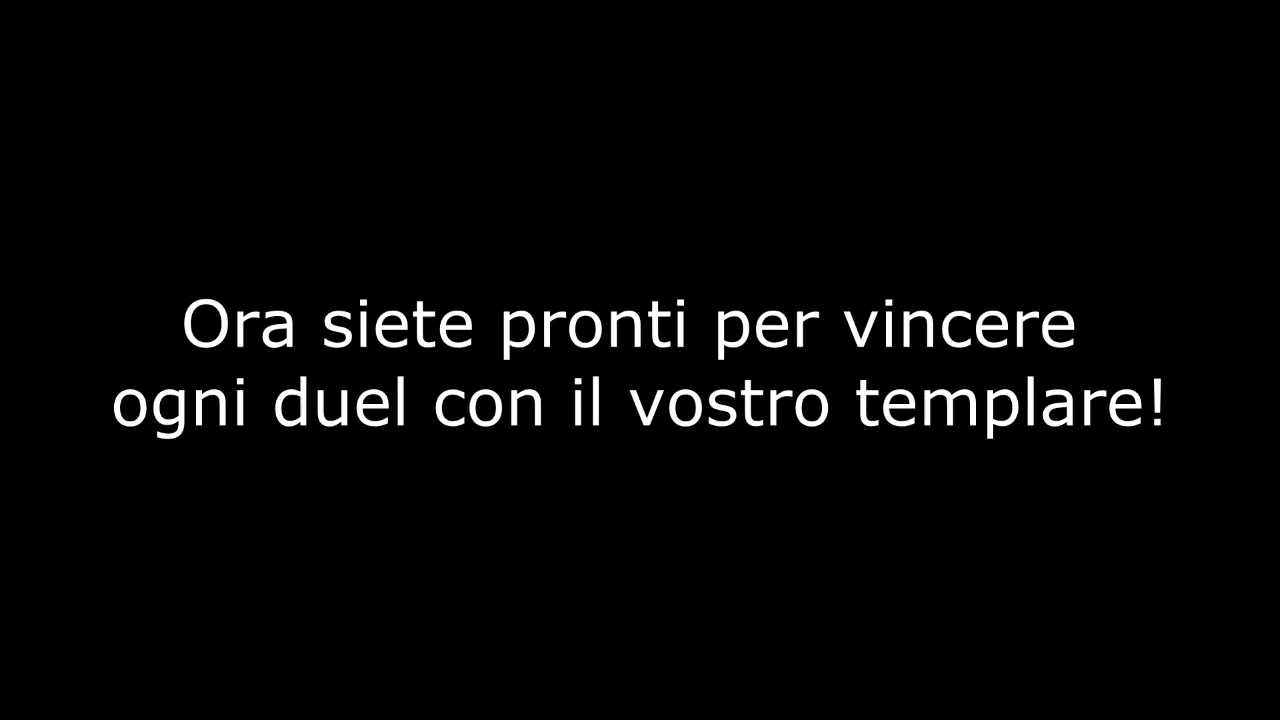 Ora siete pronti per vincere
ogni duel con il vostro templare!